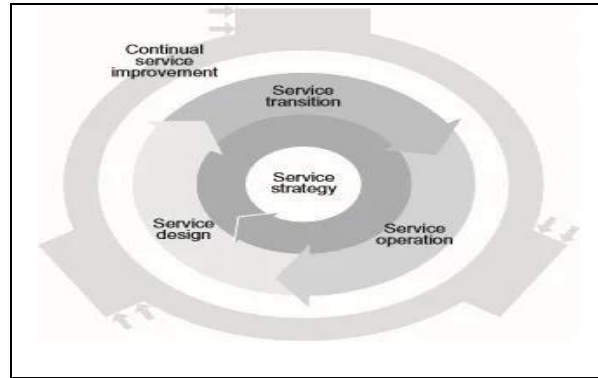 Continual
service
improvement
Service
transition
Service
strategy
Service
design
Service
operation